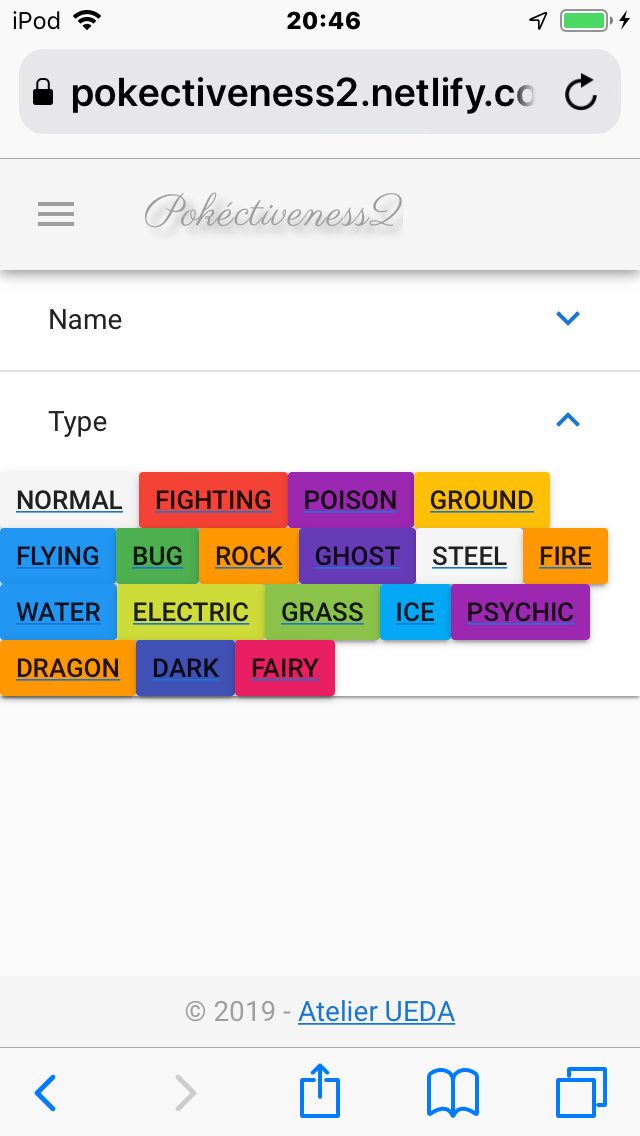 iPod 20:46
pokectiveness2.netlify.co
Pokéctiveness2
Name
Type
NORMAL FIGHTING POISON GROUND
FLYING BUG ROCK GHOST STEEL FIRE
WATER ELECTRIC GRASS ICE PSYCHIC
DRAGON DARK FAIRY
© 2019 - Atelier UEDA